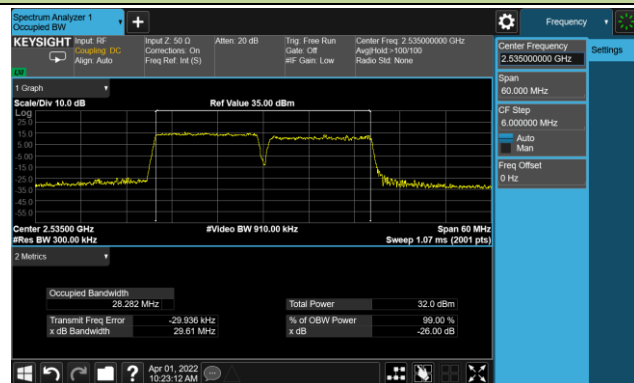 Spectrum Analyzer 1
Occupied BW
+
Frequency
KEYSIGHT
Input: RF
Coupling: DC
Align: Auto
Input Z: 50 Ω
Corrections: On
Freq Ref: Int (S)
Atten: 20 dB
Trig: Free Run
Gate: Off
#IF Gain: Low
Center Freq: 2.535000000 GHz
Avg|Hold:>100/100
Radio Std: None
Center Frequency
2.535000000 GHz
Settings
Span
60.000 MHz
CF Step
6.000000 MHz
Auto
Man
Freq Offset
0 Hz
1 Graph
Scale/Div 10.0 dB
Ref Value 35.00 dBm
Log
25.0
15.0
5.00
-5.00
-15.0
-25.0
-35.0
-45.0
-55.0
Center 2.53500 GHz
#Video BW 910.00 kHz
Span 60 MHz
#Res BW 300.00 kHz
Sweep 1.07 ms (2001 pts)
2 Metrics
Occupied Bandwidth
28.282 MHz
Total Power
32.0 dBm
Transmit Freq Error
-29.936 kHz
% of OBW Power
99.00 %
x dB Bandwidth
29.61 MHz
x dB
-26.00 dB
?
Apr 01, 2022
10:23:12 AM